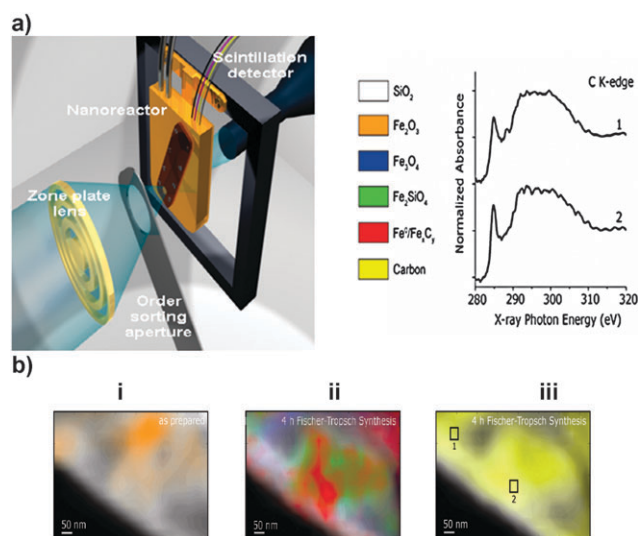 a)
Scintillation
detector
Nanoreactor
Zone plate
lens
Order
sorting
aperture
SiO₂
Fe₂O₃
Fe₃O₄
Fe₂SiO₄
Fe⁰/FeₓCᵧ
Carbon
Normalized Absorbance
C K-edge
1
2
280 290 300 310 320
X-ray Photon Energy (eV)
b)
i ii iii
as prepared
4 h Fischer-Tropsch Synthesis
4 h Fischer-Tropsch Synthesis
1
2
50 nm
50 nm
50 nm